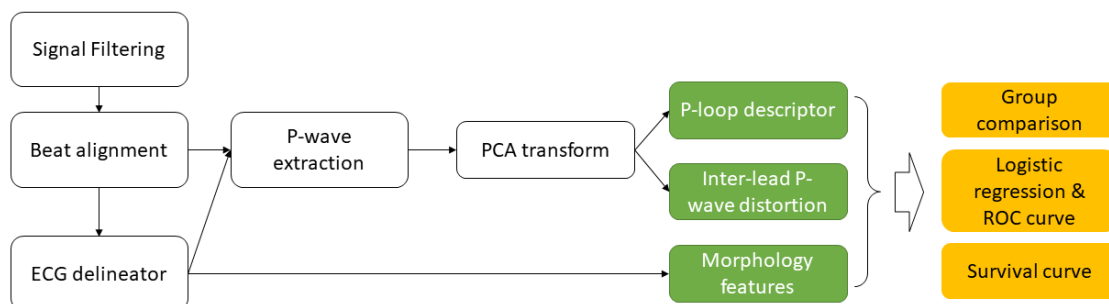 Signal Filtering
Beat alignment
ECG delineator
P-wave
extraction
PCA transform
P-loop descriptor
Inter-lead P-
wave distortion
Morphology
features
Group
comparison
Logistic
regression &
ROC curve
Survival curve